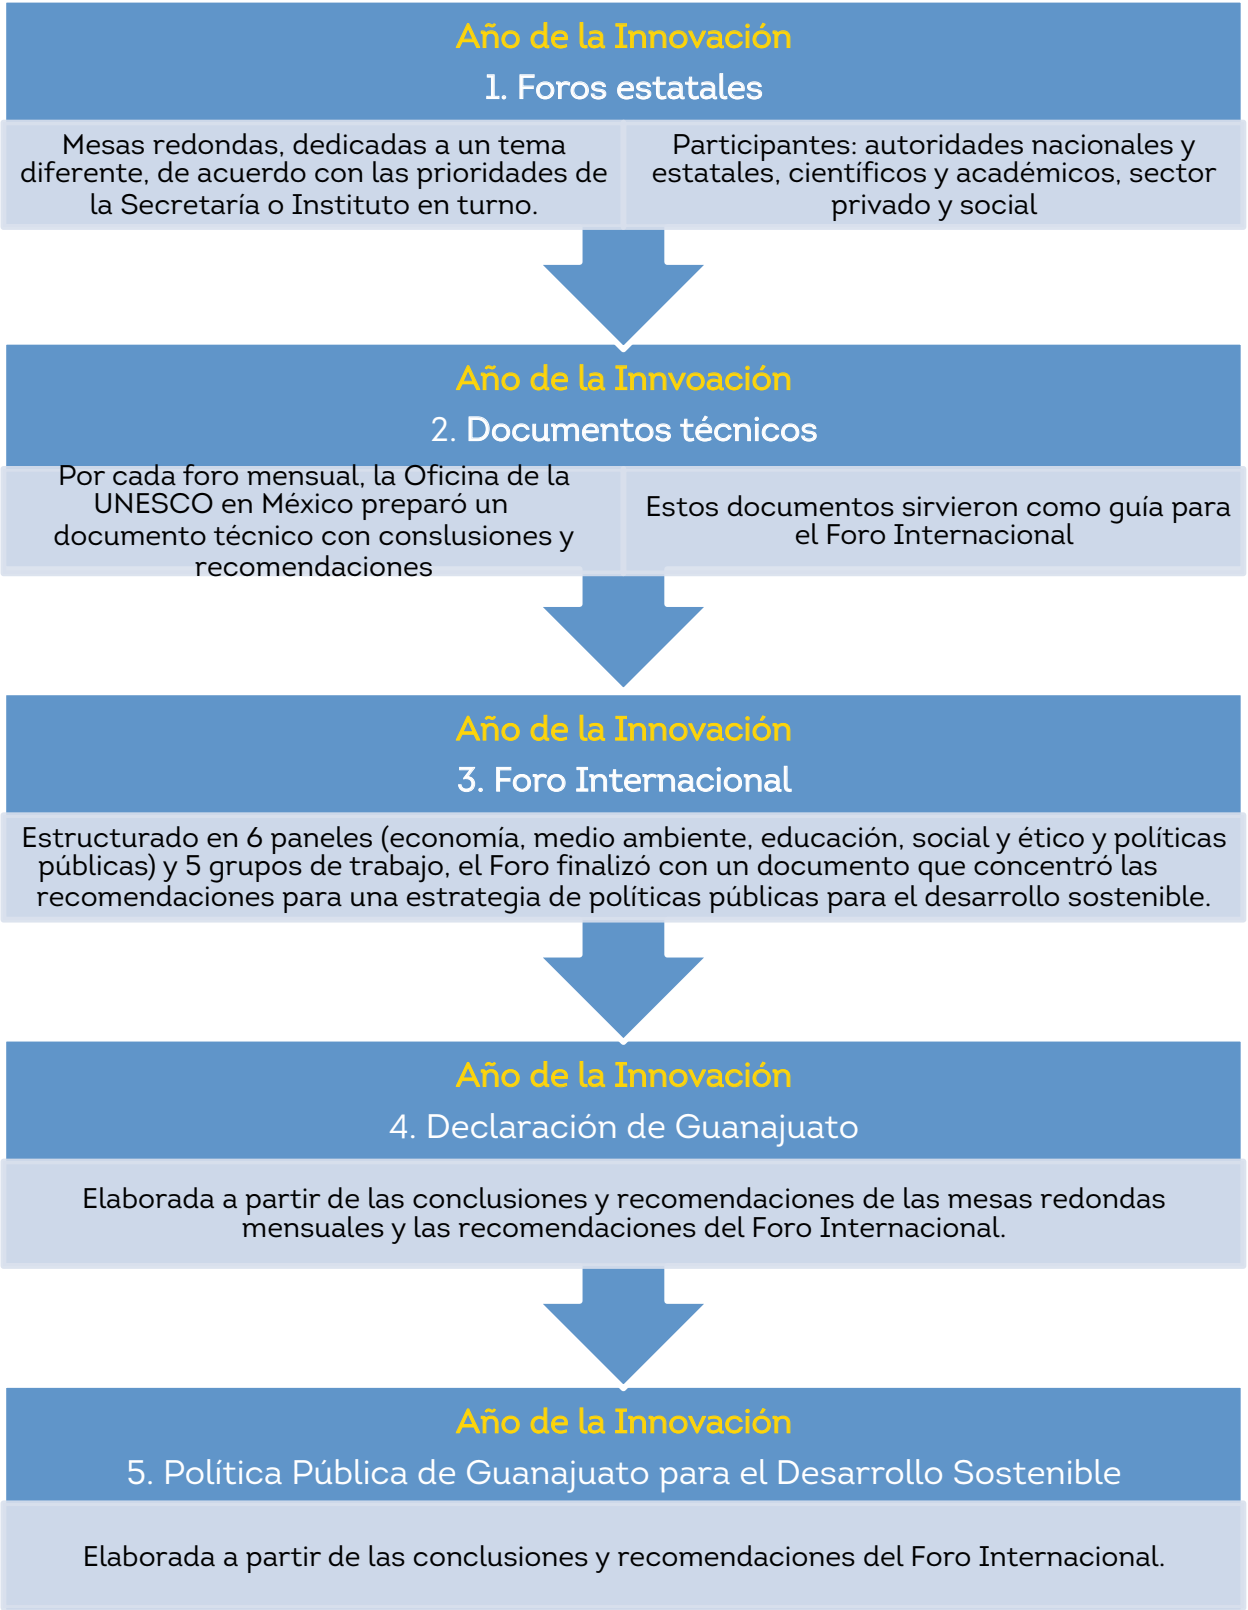 Año de la Innovación
1. Foros estatales
Mesas redondas, dedicadas a un tema
diferente, de acuerdo con las prioridades de
la Secretaría o Instituto en turno.
Participantes: autoridades nacionales y
estatales, científicos y académicos, sector
privado y social
Año de la Innvoación
2. Documentos técnicos
Por cada foro mensual, la Oficina de la
UNESCO en México preparó un
documento técnico con conslusiones y
recomendaciones
Estos documentos sirvieron como guía para
el Foro Internacional
Año de la Innovación
3. Foro Internacional
Estructurado en 6 paneles (economía, medio ambiente, educación, social y ético y políticas
públicas) y 5 grupos de trabajo, el Foro finalizó con un documento que concentró las
recomendaciones para una estrategia de políticas públicas para el desarrollo sostenible.
Año de la Innovación
4. Declaración de Guanajuato
Elaborada a partir de las conclusiones y recomendaciones de las mesas redondas
mensuales y las recomendaciones del Foro Internacional.
Año de la Innovación
5. Política Pública de Guanajuato para el Desarrollo Sostenible
Elaborada a partir de las conclusiones y recomendaciones del Foro Internacional.